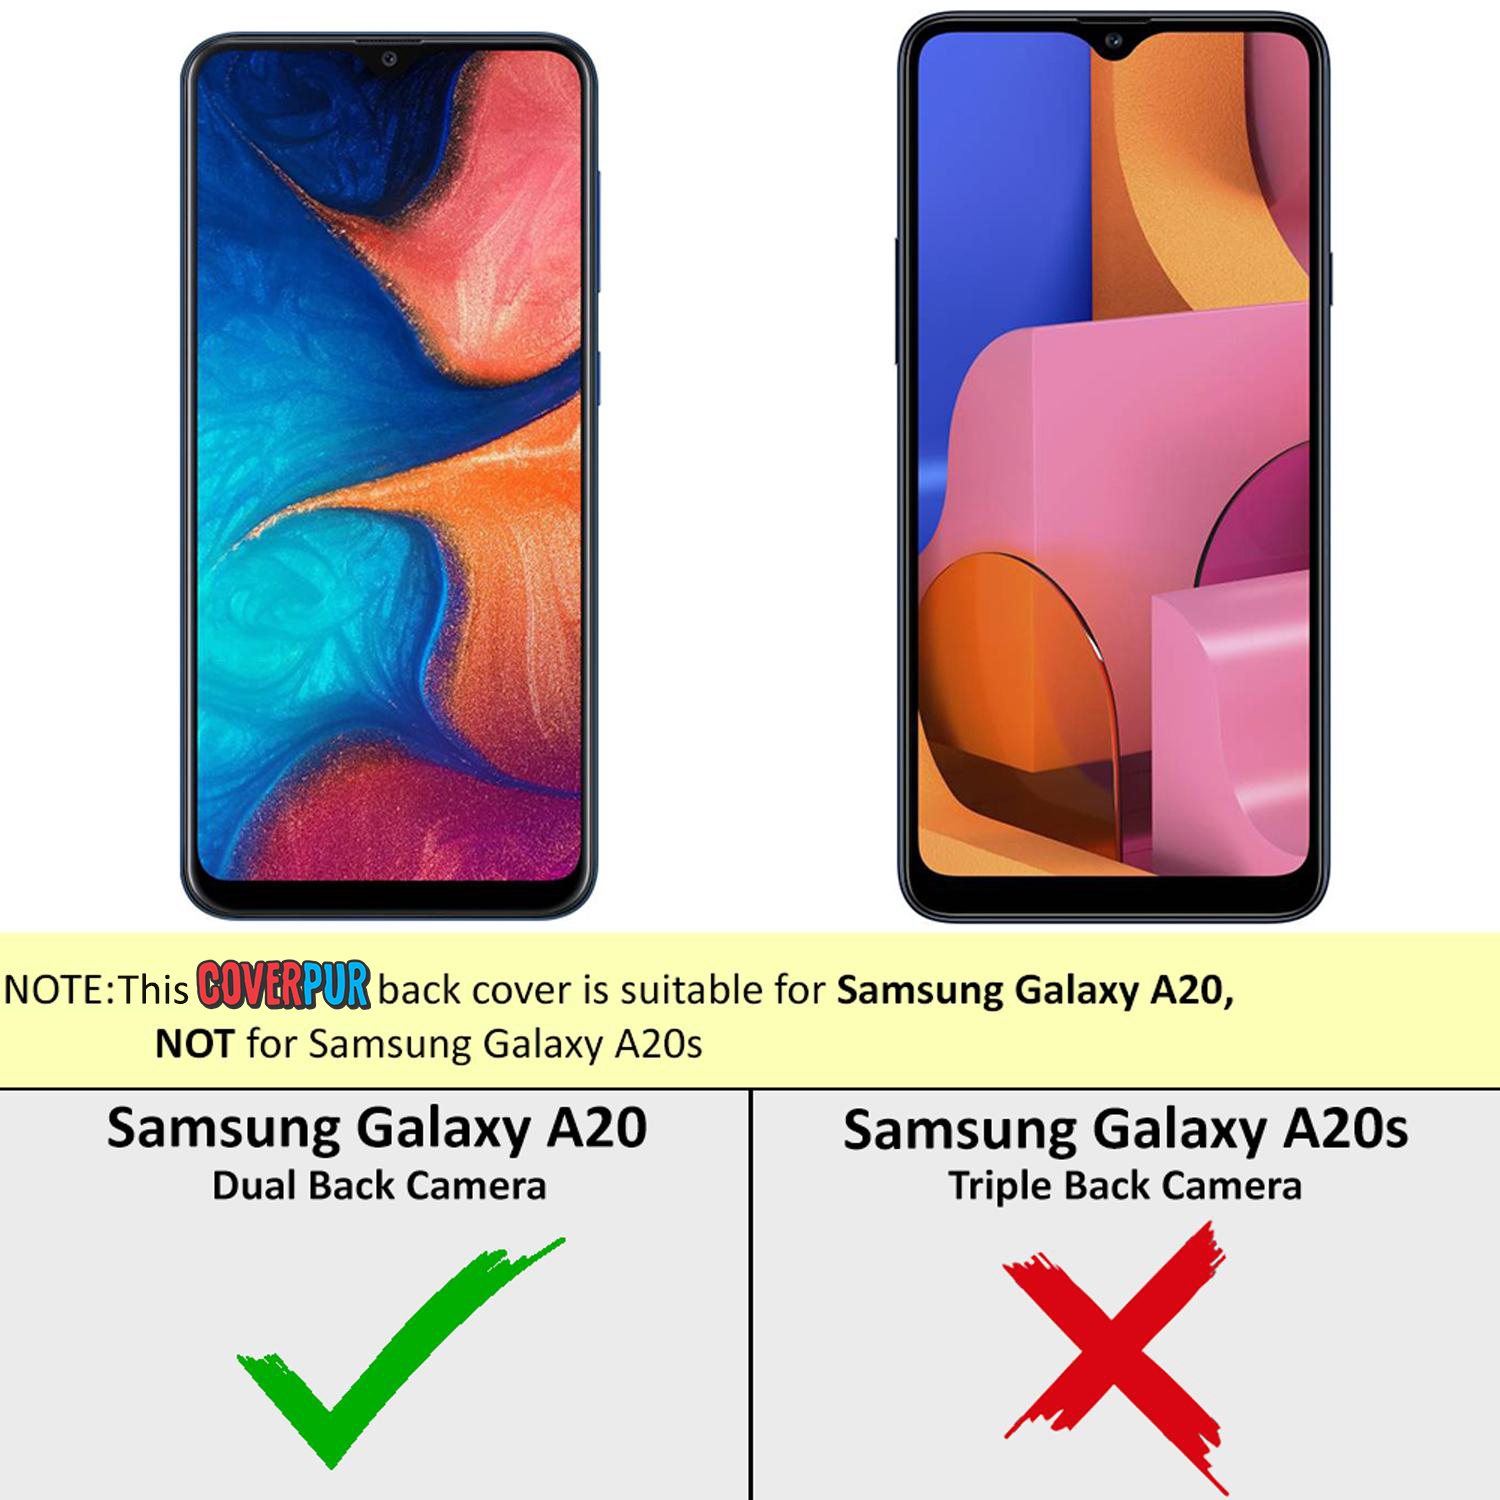 NOTE:This COVERPUR back cover is suitable for Samsung Galaxy A20,
NOT for Samsung Galaxy A20s
Samsung Galaxy A20
Dual Back Camera
Samsung Galaxy A20s
Triple Back Camera